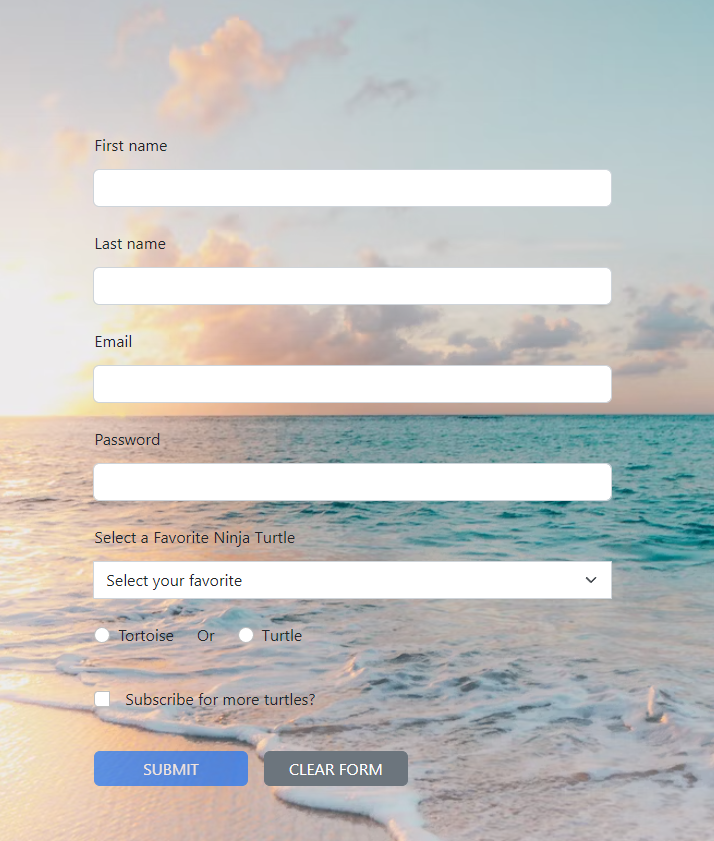 First name
Last name
Email
Password
Select a Favorite Ninja Turtle
Select your favorite
Tortoise Or Turtle
Subscribe for more turtles?
SUBMIT CLEAR FORM